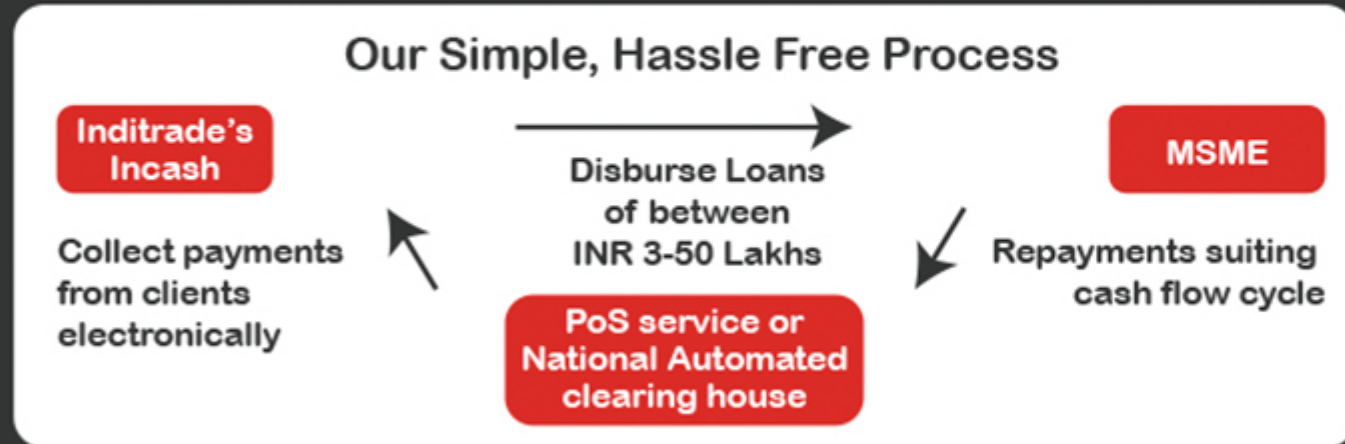 Our Simple, Hassle Free Process
Inditrade's
Incash
Disburse Loans
of between
INR 3-50 Lakhs
MSME
Collect payments
from clients
electronically
Repayments suiting
cash flow cycle
PoS service or
National Automated
clearing house